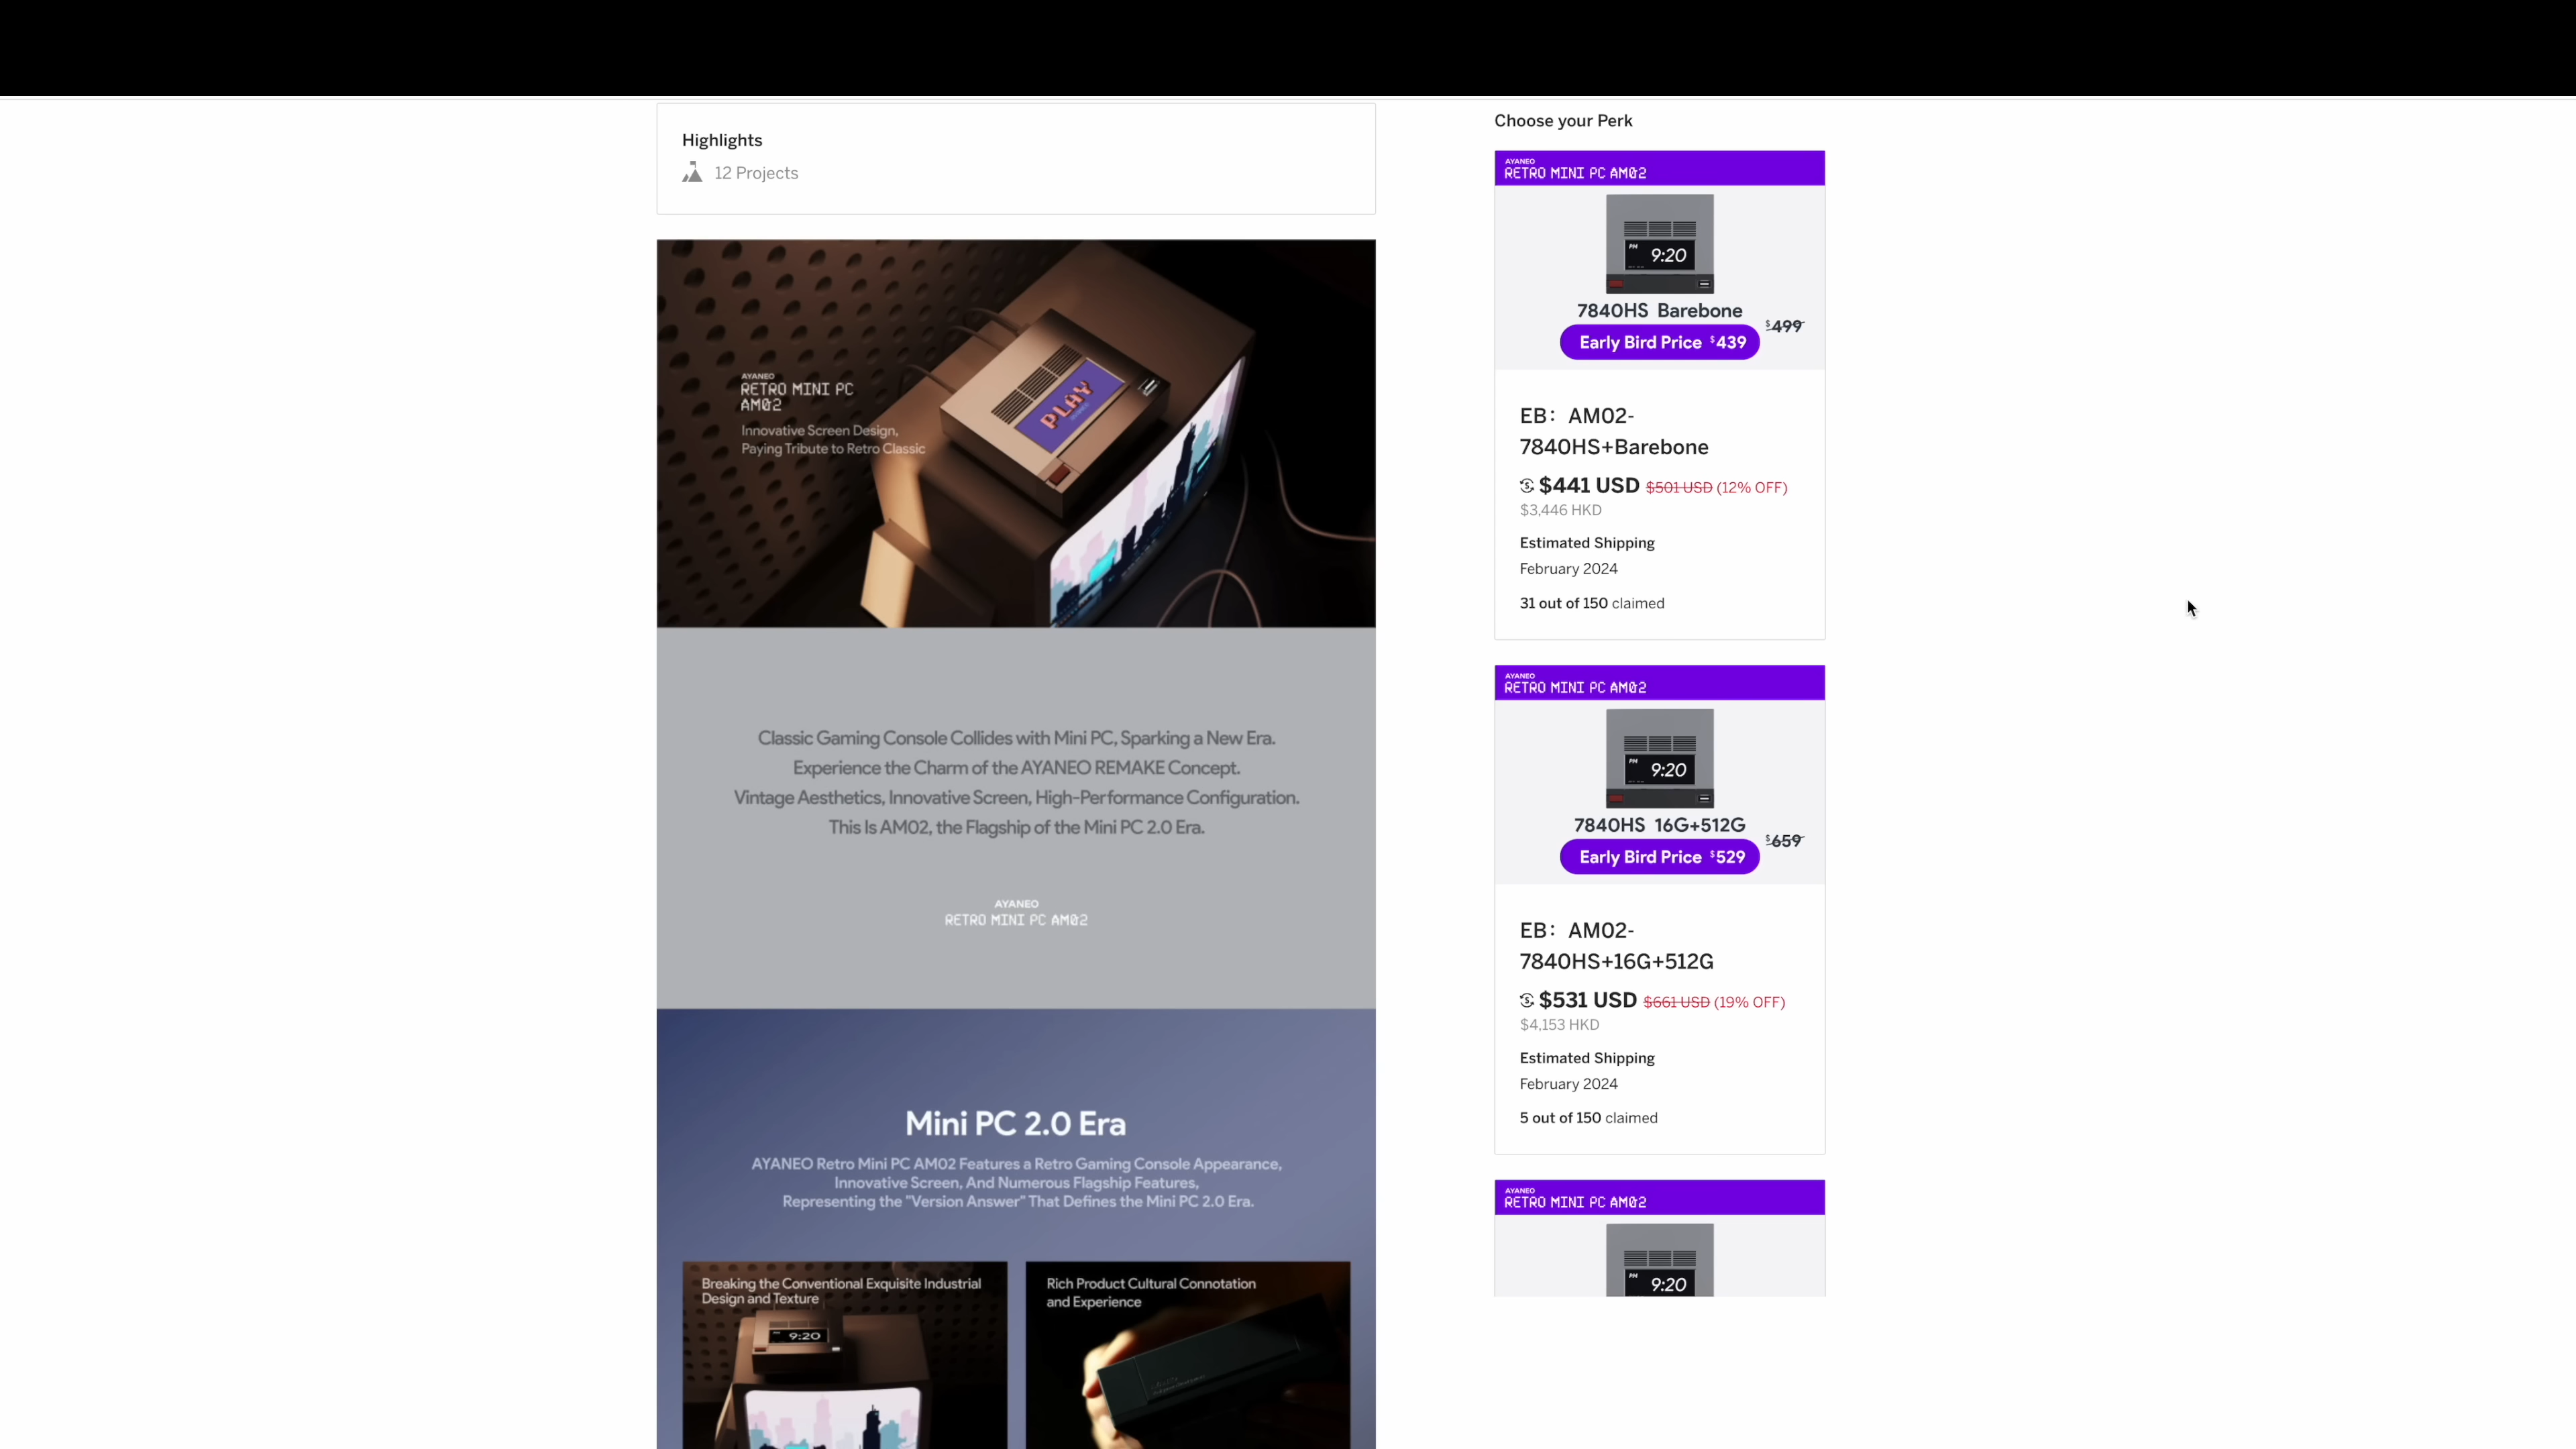 Highlights
12 Projects
AYANEO
RETRO MINI PC
AM02
Innovative Screen Design,
Paying Tribute to Retro Classic
PLAY
Classic Gaming Console Collides with Mini PC, Sparking a New Era.
Experience the Charm of the AYANEO REMAKE Concept.
Vintage Aesthetics, Innovative Screen, High-Performance Configuration.
This Is AM02, the Flagship of the Mini PC 2.0 Era.
AYANEO
RETRO MINI PC AM02
Mini PC 2.0 Era
AYANEO Retro Mini PC AM02 Features a Retro Gaming Console Appearance,
Innovative Screen, And Numerous Flagship Features,
Representing the "Version Answer" That Defines the Mini PC 2.0 Era.
Breaking the Conventional Exquisite Industrial
Design and Texture
9:20
Rich Product Cultural Connotation
and Experience
Choose your Perk
AYANEO
RETRO MINI PC AM02
PM 9:20
7840HS Barebone
$499
Early Bird Price $439
EB： AM02-
7840HS+Barebone
$441 USD $501 USD (12% OFF)
$3,446 HKD
Estimated Shipping
February 2024
31 out of 150 claimed
AYANEO
RETRO MINI PC AM02
PM 9:20
7840HS 16G+512G
$659
Early Bird Price $529
EB： AM02-
7840HS+16G+512G
$531 USD $661 USD (19% OFF)
$4,153 HKD
Estimated Shipping
February 2024
5 out of 150 claimed
AYANEO
RETRO MINI PC AM02
PM 9:20